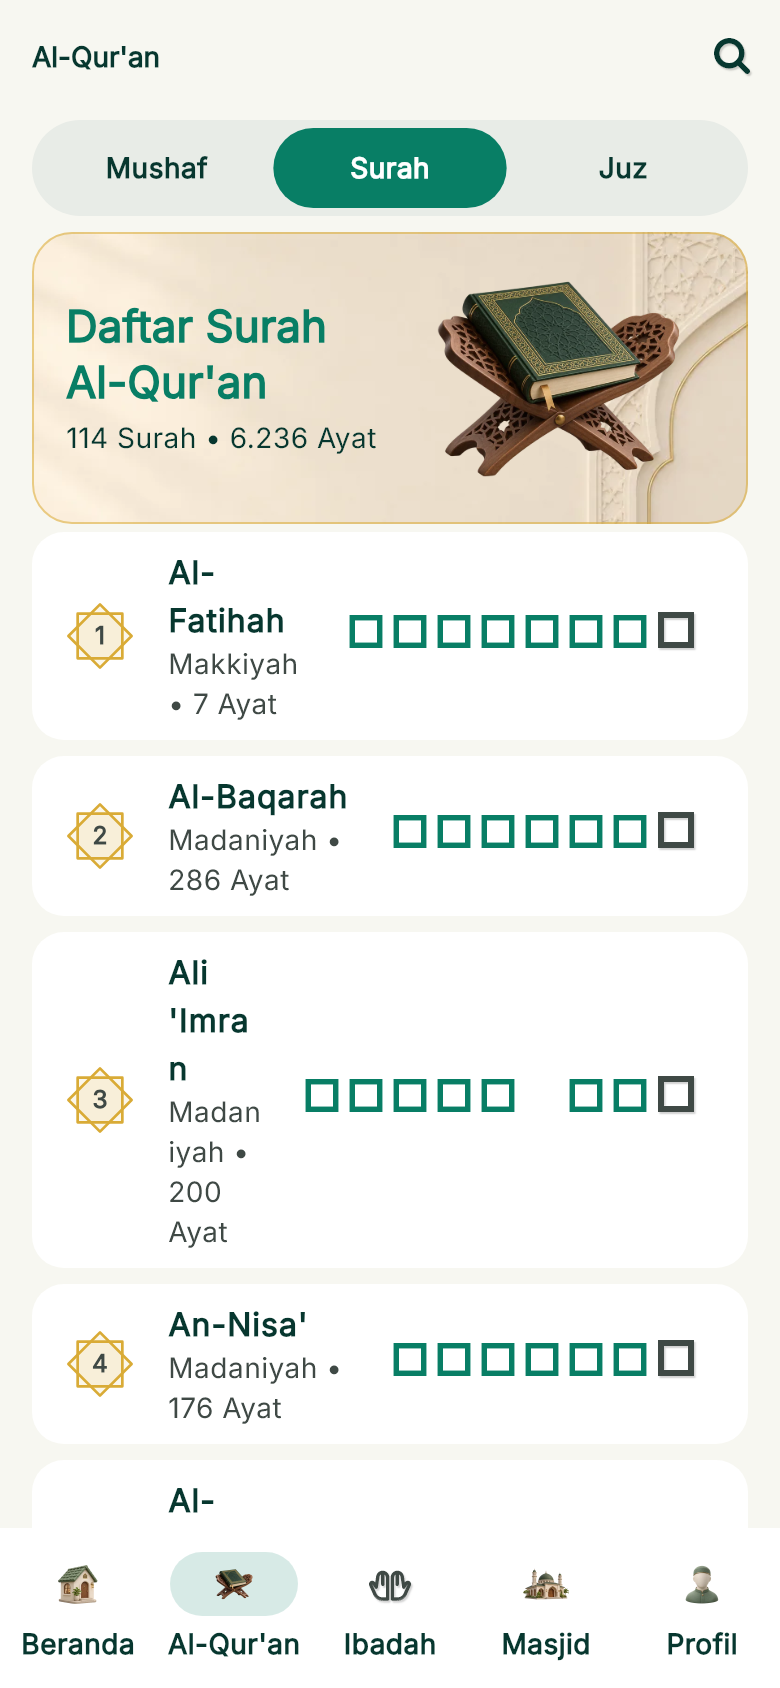 Al-Qur'an
Mushaf
Surah
Juz
Daftar Surah
Al-Qur'an
114 Surah • 6.236 Ayat
1
Al-
Fatihah
Makkiyah
• 7 Ayat
2
Al-Baqarah
Madaniyah •
286 Ayat
3
Ali
'Imra
n
Madan
iyah •
200
Ayat
4
An-Nisa'
Madaniyah •
176 Ayat
Al-
Beranda
Al-Qur'an
Ibadah
Masjid
Profil